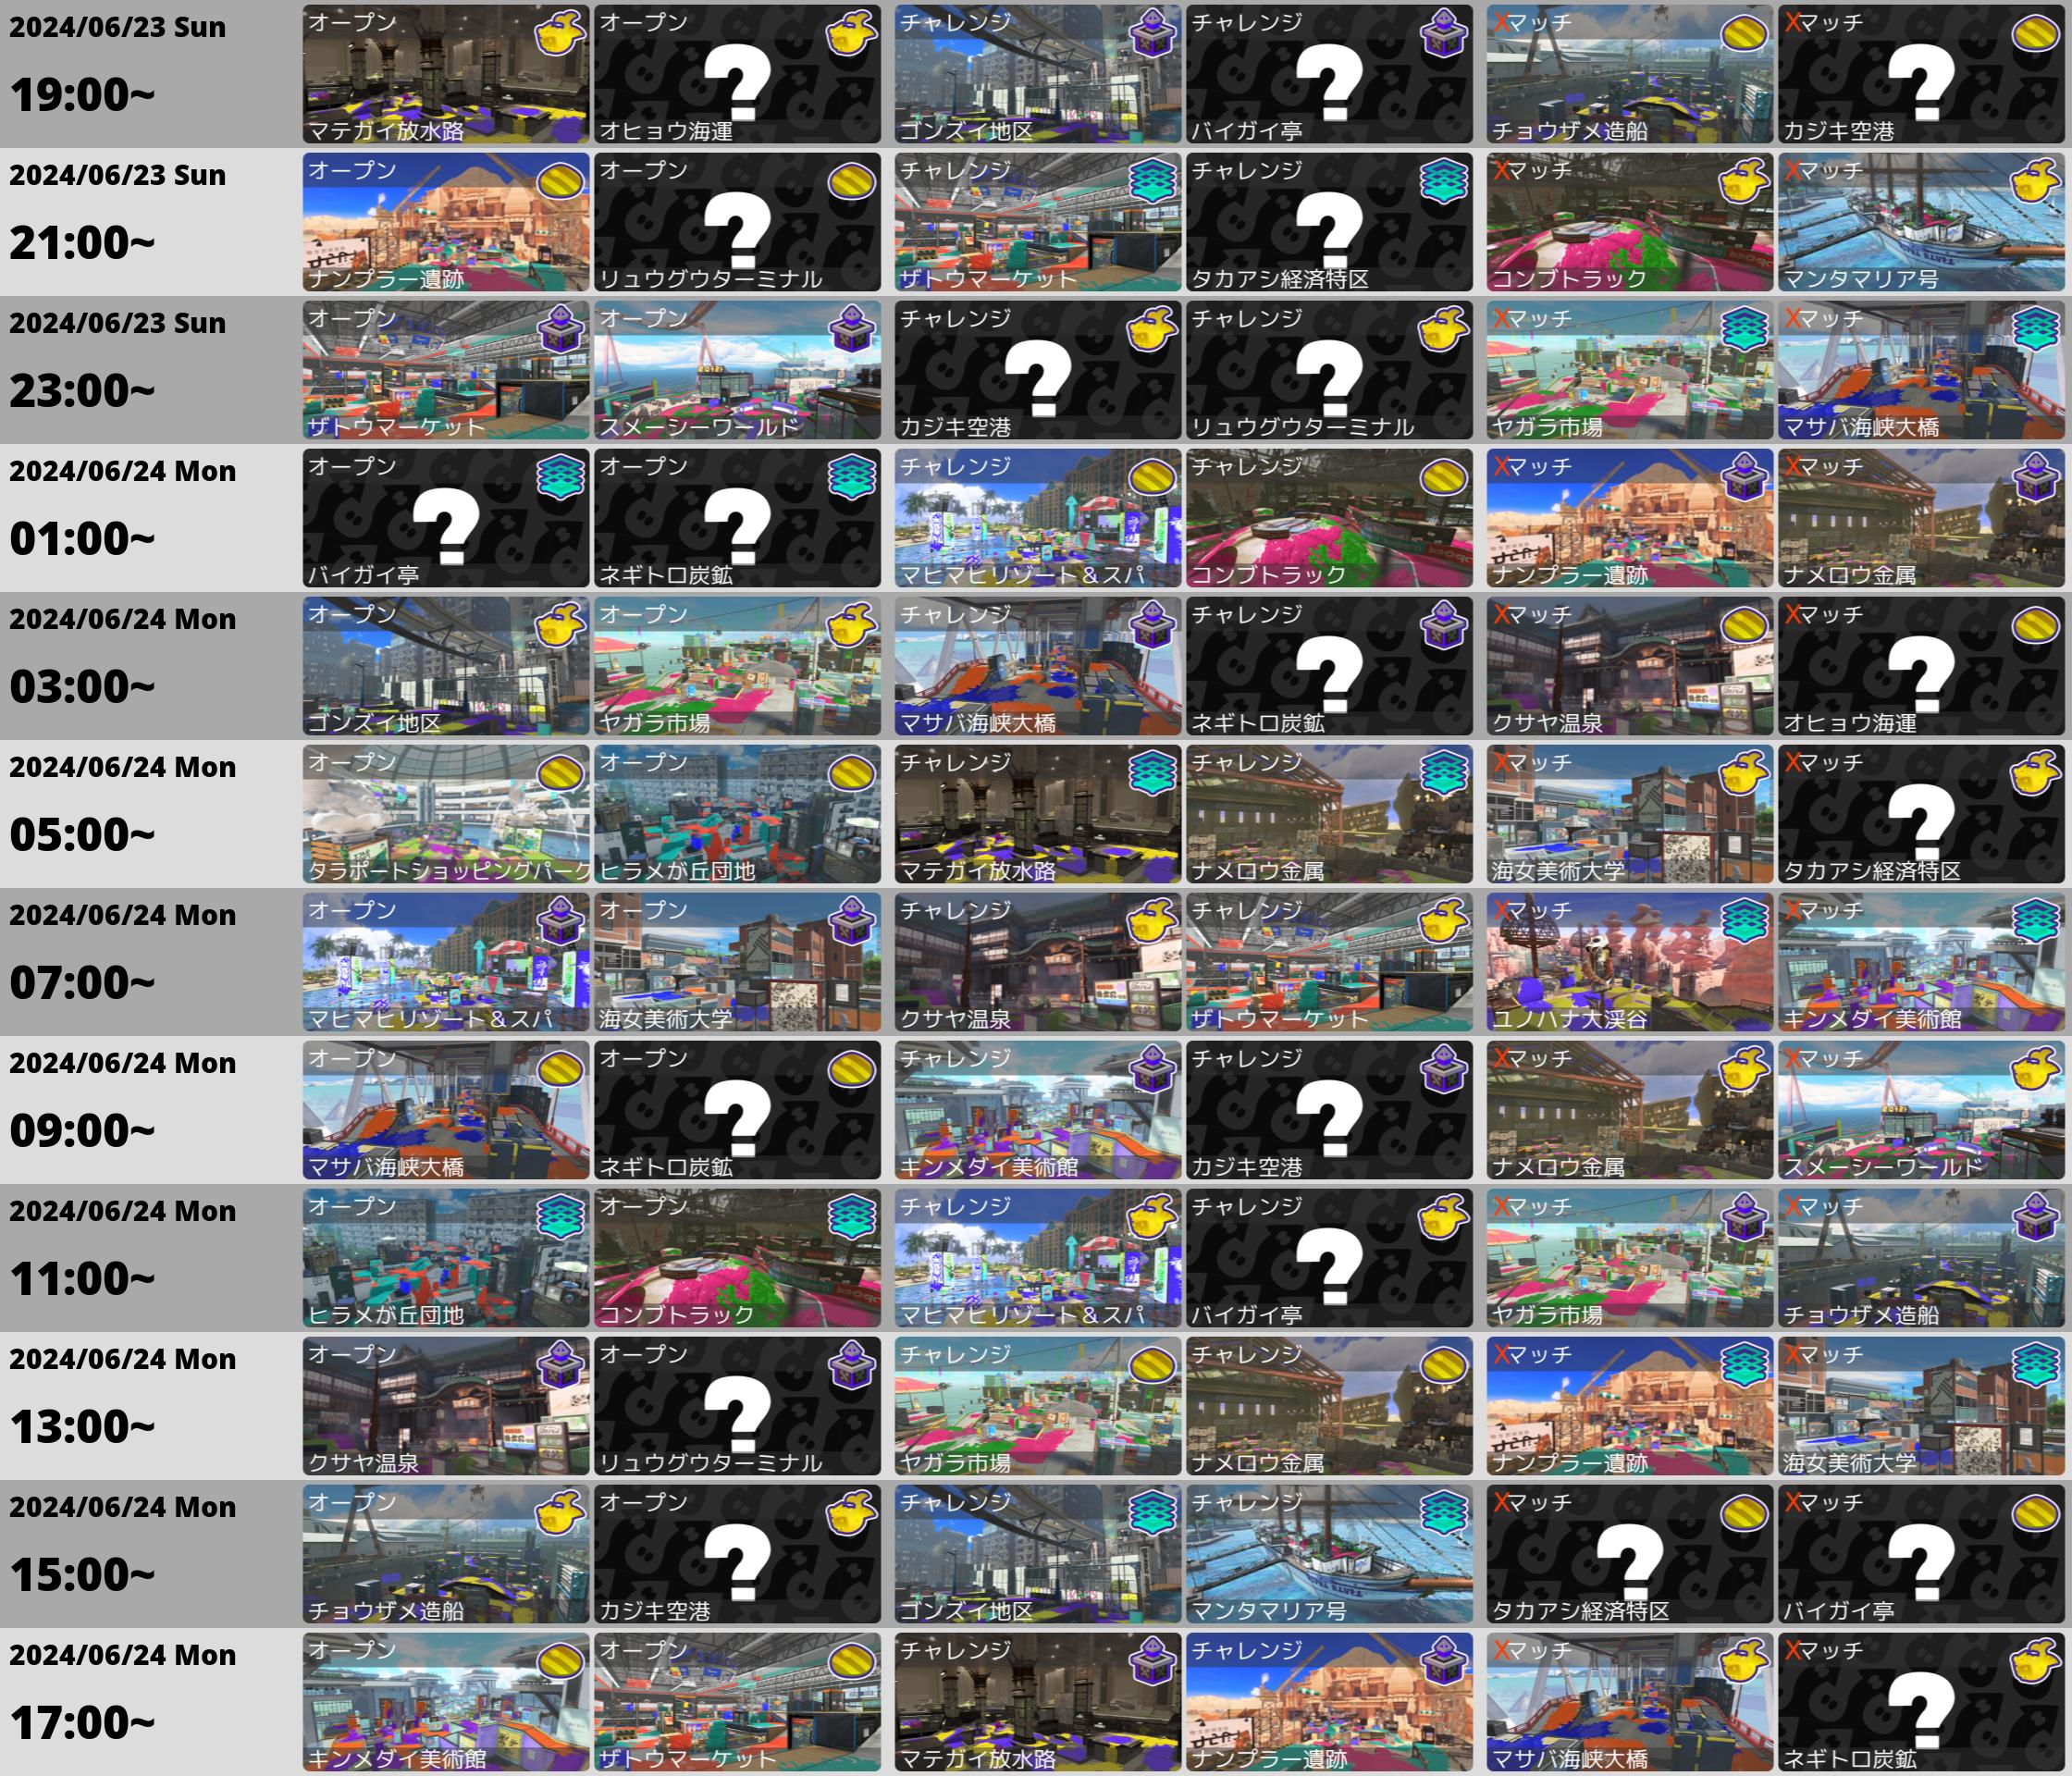 2024/06/23 Sun
19:00~
オープン オープン チャレンジ チャレンジ Xマッチ Xマッチ
マテガイ放水路 オヒョウ海運 ゴンズイ地区 バイガイ亭 チョウザメ造船 カジキ空港
2024/06/23 Sun
21:00~
オープン オープン チャレンジ チャレンジ Xマッチ Xマッチ
ナンプラー遺跡 リュウグウターミナル ザトウマーケット タカアシ経済特区 コンブトラック マンタマリア号
2024/06/23 Sun
23:00~
オープン オープン チャレンジ チャレンジ Xマッチ Xマッチ
ザトウマーケット スメーシーワールド カジキ空港 リュウグウターミナル ヤガラ市場 マサバ海峡大橋
2024/06/24 Mon
01:00~
オープン オープン チャレンジ チャレンジ Xマッチ Xマッチ
バイガイ亭 ネギトロ炭鉱 マヒマヒリゾート＆スパ コンブトラック ナンプラー遺跡 ナメロウ金属
2024/06/24 Mon
03:00~
オープン オープン チャレンジ チャレンジ Xマッチ Xマッチ
ゴンズイ地区 ヤガラ市場 マサバ海峡大橋 ネギトロ炭鉱 クサヤ温泉 オヒョウ海運
2024/06/24 Mon
05:00~
オープン オープン チャレンジ チャレンジ Xマッチ Xマッチ
タラポートショッピングパーク ヒラメが丘団地 マテガイ放水路 ナメロウ金属 海女美術大学 タカアシ経済特区
2024/06/24 Mon
07:00~
オープン オープン チャレンジ チャレンジ Xマッチ Xマッチ
マヒマヒリゾート＆スパ 海女美術大学 クサヤ温泉 ザトウマーケット ユノハナ大渓谷 キンメダイ美術館
2024/06/24 Mon
09:00~
オープン オープン チャレンジ チャレンジ Xマッチ Xマッチ
マサバ海峡大橋 ネギトロ炭鉱 キンメダイ美術館 カジキ空港 ナメロウ金属 スメーシーワールド
2024/06/24 Mon
11:00~
オープン オープン チャレンジ チャレンジ Xマッチ Xマッチ
ヒラメが丘団地 コンブトラック マヒマヒリゾート＆スパ バイガイ亭 ヤガラ市場 チョウザメ造船
2024/06/24 Mon
13:00~
オープン オープン チャレンジ チャレンジ Xマッチ Xマッチ
クサヤ温泉 リュウグウターミナル ヤガラ市場 ナメロウ金属 ナンプラー遺跡 海女美術大学
2024/06/24 Mon
15:00~
オープン オープン チャレンジ チャレンジ Xマッチ Xマッチ
チョウザメ造船 カジキ空港 ゴンズイ地区 マンタマリア号 タカアシ経済特区 バイガイ亭
2024/06/24 Mon
17:00~
オープン オープン チャレンジ チャレンジ Xマッチ Xマッチ
キンメダイ美術館 ザトウマーケット マテガイ放水路 ナンプラー遺跡 マサバ海峡大橋 ネギトロ炭鉱